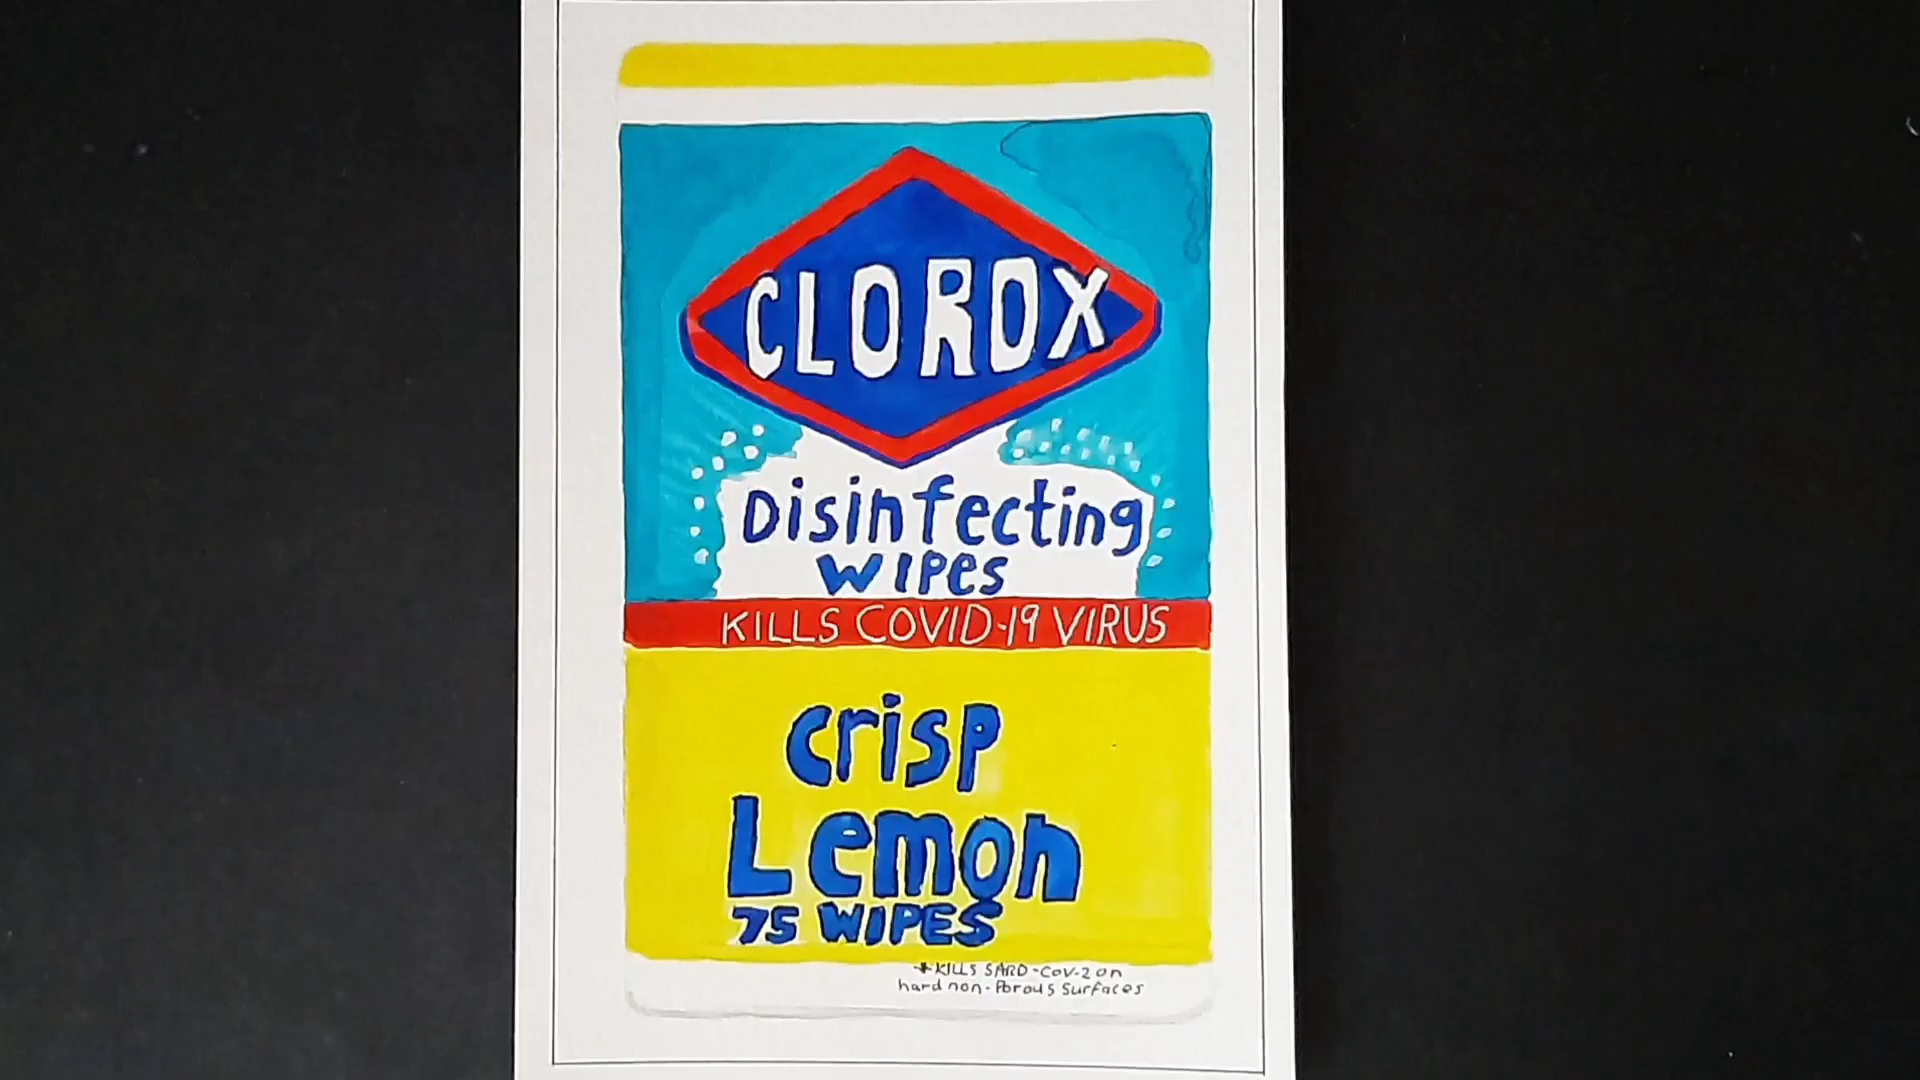 CLOROX
Disinfecting
WIPES
KILLS COVID-19 VIRUS
crisp
Lemon
75 WIPES
*KILLS SARD-COV-2 on
hard non-Porous Surfaces